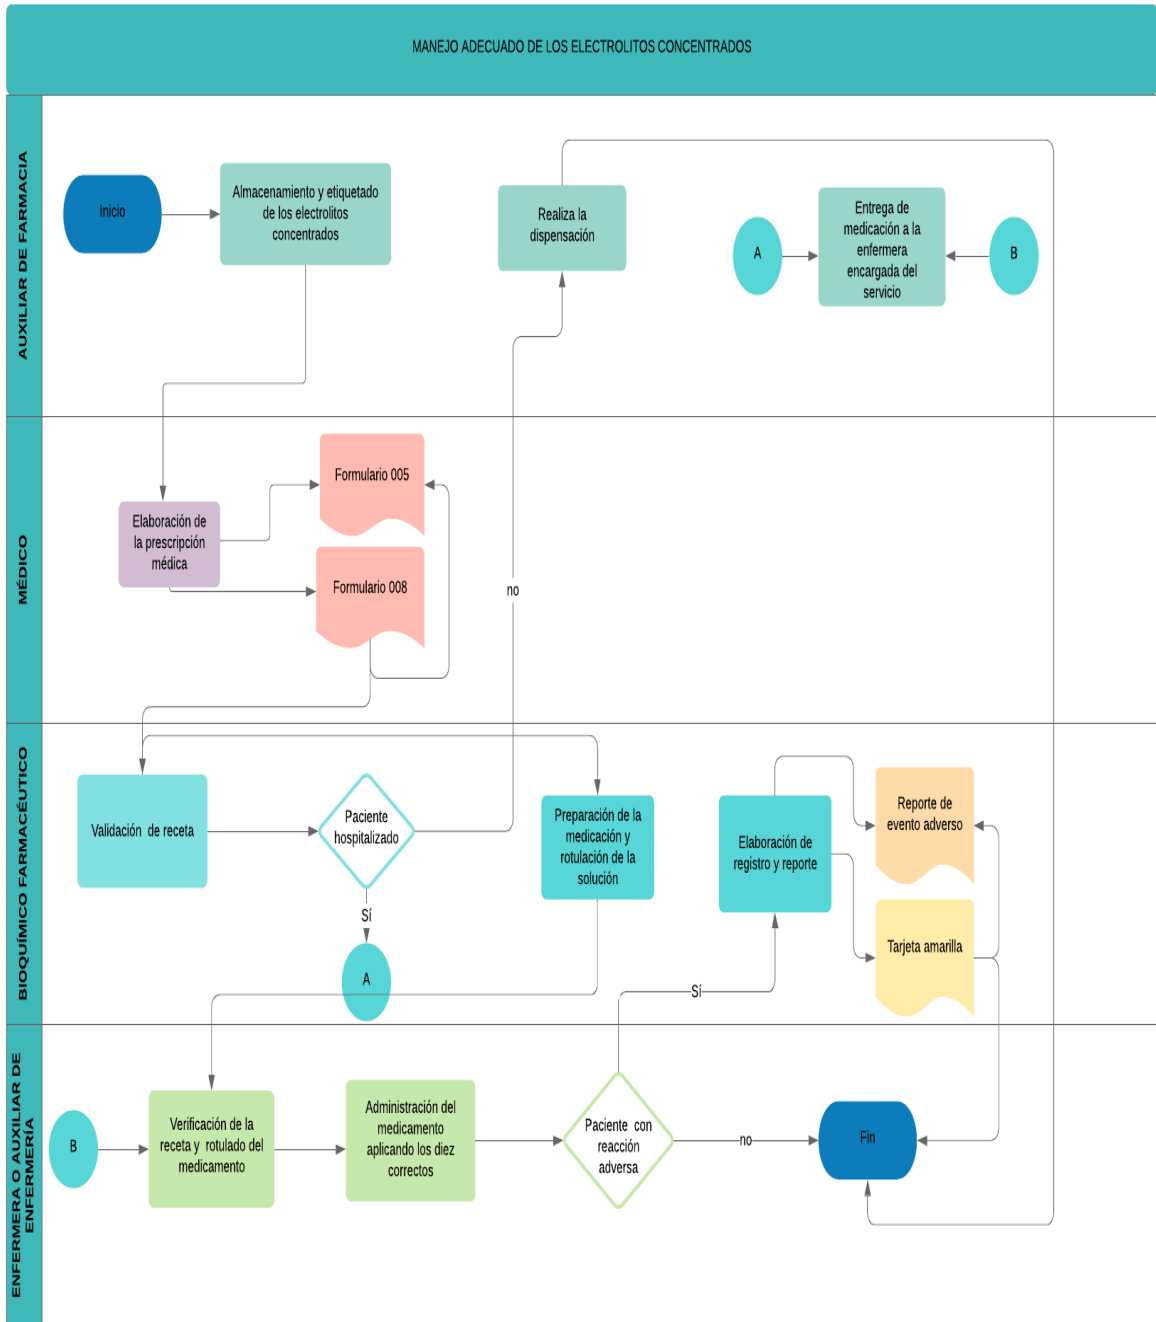 MANEJO ADECUADO DE LOS ELECTROLITOS CONCENTRADOS
AUXILIAR DE FARMACIA
Inicio
Almacenamiento y etiquetado
de los electrolitos
concentrados
Realiza la
dispensación
A
Entrega de
medicación a la
enfermera
encargada del
servicio
B
MÉDICO
Elaboración de
la prescripción
médica
Formulario 005
Formulario 008
no
BIOQUÍMICO FARMACÉUTICO
Validación de receta
Paciente
hospitalizado
Sí
A
Preparación de la
medicación y
rotulación de la
solución
Elaboración de
registro y reporte
Reporte de
evento adverso
Tarjeta amarilla
Sí
ENFERMERA O AUXILIAR DE
ENFERMERÍA
B
Verificación de la
receta y rotulado del
medicamento
Administración del
medicamento
aplicando los diez
correctos
Paciente con
reacción
adversa
no
Fin